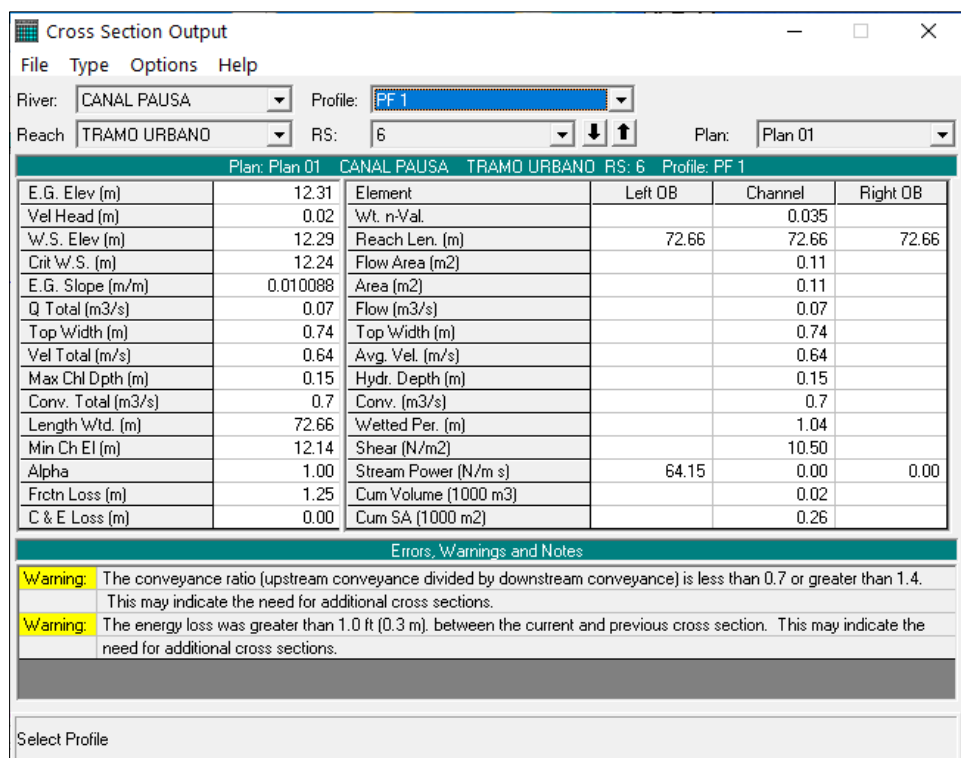 Cross Section Output
File Type Options Help
River: CANAL PAUSA Profile: PF 1
Reach TRAMO URBANO RS: 6 Plan: Plan 01
Plan: Plan 01 CANAL PAUSA TRAMO URBANO RS: 6 Profile: PF 1
E.G. Elev (m) 12.31 Element Left OB Channel Right OB
Vel Head (m) 0.02 Wt. n-Val. 0.035
W.S. Elev (m) 12.29 Reach Len. (m) 72.66 72.66 72.66
Crit W.S. (m) 12.24 Flow Area (m2) 0.11
E.G. Slope (m/m) 0.010088 Area (m2) 0.11
Q Total (m3/s) 0.07 Flow (m3/s) 0.07
Top Width (m) 0.74 Top Width (m) 0.74
Vel Total (m/s) 0.64 Avg. Vel. (m/s) 0.64
Max Chl Dpth (m) 0.15 Hydr. Depth (m) 0.15
Conv. Total (m3/s) 0.7 Conv. (m3/s) 0.7
Length Wtd. (m) 72.66 Wetted Per. (m) 1.04
Min Ch El (m) 12.14 Shear (N/m2) 10.50
Alpha 1.00 Stream Power (N/m s) 64.15 0.00 0.00
Frctn Loss (m) 1.25 Cum Volume (1000 m3) 0.02
C & E Loss (m) 0.00 Cum SA (1000 m2) 0.26
Errors, Warnings and Notes
Warning: The conveyance ratio (upstream conveyance divided by downstream conveyance) is less than 0.7 or greater than 1.4.
This may indicate the need for additional cross sections.
Warning: The energy loss was greater than 1.0 ft (0.3 m). between the current and previous cross section. This may indicate the
need for additional cross sections.
Select Profile